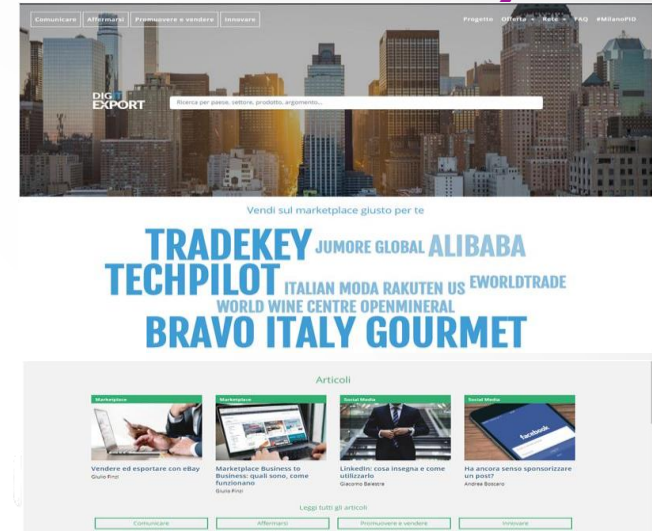 Comunicare Affermarsi Promuovere e vendere Innovare
Progetto Offerta Rete FAQ #MilanoPID
DIGIT
EXPORT
Ricerca per paese, settore, prodotto, argomento...
Vendi sul marketplace giusto per te
TRADEKEY JUMORE GLOBAL ALIBABA
TECHPILOT ITALIAN MODA RAKUTEN US EWORLDTRADE
WORLD WINE CENTRE OPENMINERAL
BRAVO ITALY GOURMET
Articoli
Marketplace
Marketplace
Social Media
Social Media
facebook
Vendere ed esportare con eBay
Giulio Finzi
Marketplace Business to
Business: quali sono, come
funzionano
Giulio Finzi
LinkedIn: cosa insegna e come
utilizzarlo
Giacomo Balestre
Ha ancora senso sponsorizzare
un post?
Andrea Boscaro
Leggi tutti gli articoli
Comunicare Affermarsi Promuovere e vendere Innovare